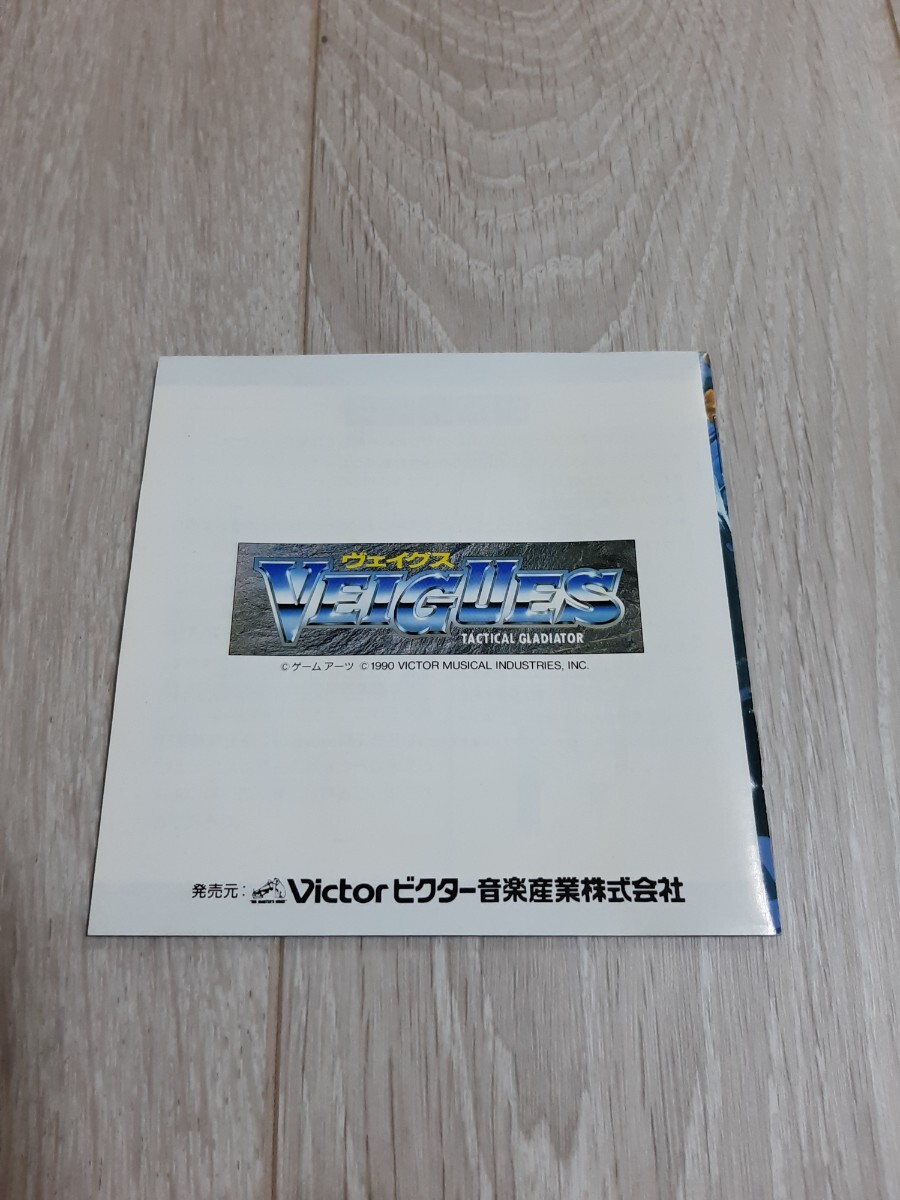 ヴェイグス
VEIGUES
TACTICAL GLADIATOR
©ゲームアーツ ©1990 VICTOR MUSICAL INDUSTRIES, INC.
発売元: Victor ビクター音楽産業株式会社